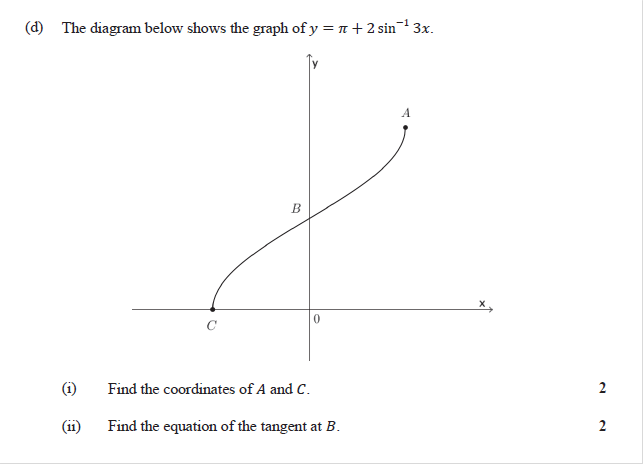 (d) The diagram below shows the graph of y = π + 2 sin⁻¹ 3x.
y
A
B
x
C
0
(i) Find the coordinates of A and C. 2
(ii) Find the equation of the tangent at B. 2